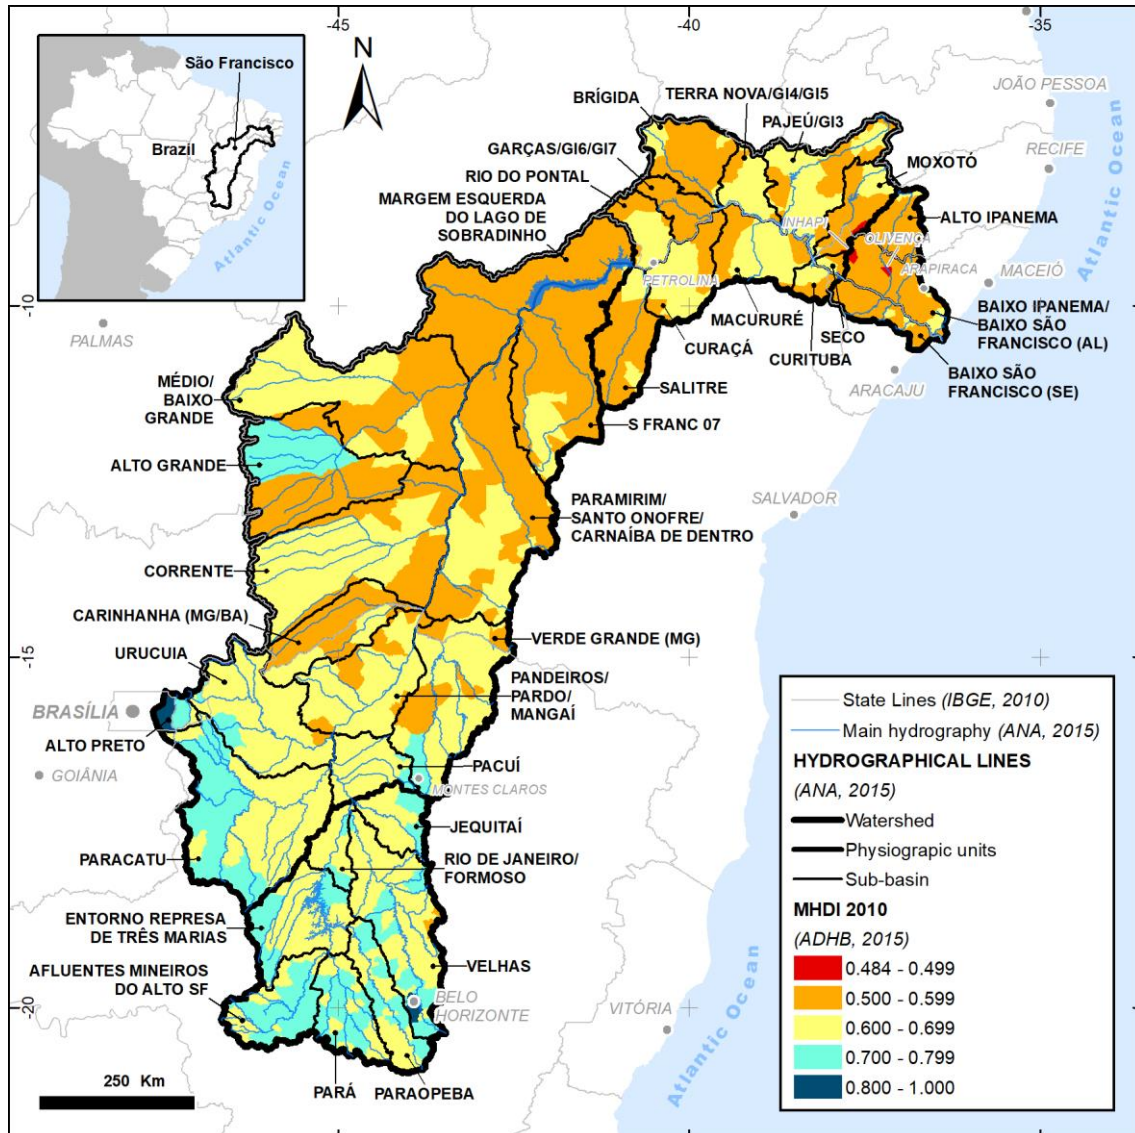 -45
-40
-35
São Francisco
Brazil
Atlantic Ocean
N
BRÍGIDA
TERRA NOVA/GI4/GI5
PAJEÚ/GI3
JOÃO PESSOA
RECIFE
Atlantic Ocean
GARÇAS/GI6/GI7
RIO DO PONTAL
MARGEM ESQUERDA
DO LAGO DE
SOBRADINHO
MOXOTÓ
ALTO IPANEMA
INHAPI
OLIVENÇA
ARAPIRACA
MACEIÓ
PETROLINA
-10
PALMAS
MACURURÉ
CURAÇÁ
SECO
CURITUBA
BAIXO IPANEMA/
BAIXO SÃO
FRANCISCO (AL)
BAIXO SÃO
FRANCISCO (SE)
ARACAJU
SALITRE
S FRANC 07
MÉDIO/
BAIXO
GRANDE
ALTO GRANDE
SALVADOR
PARAMIRIM/
SANTO ONOFRE/
CARNAÍBA DE DENTRO
CORRENTE
CARINHANHA (MG/BA)
URUCUIA
VERDE GRANDE (MG)
-15
PANDEIROS/
PARDO/
MANGAÍ
BRASÍLIA
ALTO PRETO
GOIÂNIA
PACUÍ
MONTES CLAROS
JEQUITAÍ
PARACATU
RIO DE JANEIRO/
FORMOSO
ENTORNO REPRESA
DE TRÊS MARIAS
AFLUENTES MINEIROS
DO ALTO SF
VELHAS
-20
BELO
HORIZONTE
VITÓRIA
Atlantic Ocean
250 Km
PARÁ
PARAOPEBA
State Lines (IBGE, 2010)
Main hydrography (ANA, 2015)
HYDROGRAPHICAL LINES
(ANA, 2015)
Watershed
Physiograpic units
Sub-basin
MHDI 2010
(ADHB, 2015)
0.484 - 0.499
0.500 - 0.599
0.600 - 0.699
0.700 - 0.799
0.800 - 1.000